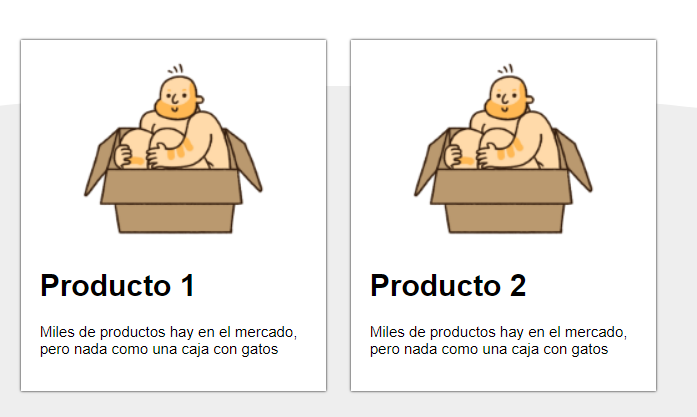 Producto 1
Miles de productos hay en el mercado,
pero nada como una caja con gatos
Producto 2
Miles de productos hay en el mercado,
pero nada como una caja con gatos